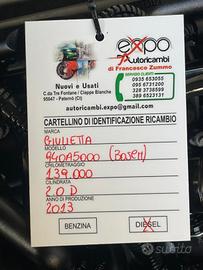 expo
Autoricambi
di Francesco Zummo
Nuovi e Usati
C.da Tre Fontane / Ciappe Bianche
95047 - Paternò (Ct)
SERVIZIO CLIENTI
0935 653055
095 6731200
328 3738599
389 6523131
autoricambi.expo@gmail.com
CARTELLINO DI IDENTIFICAZIONE RICAMBIO
MARCA
GIULIETTA
MODELLO
940A5000 (BOSCH)
CHILOMETRAGGIO
139.000
CILINDRATA
2.0 D
ANNO DI PRODUZIONE
2013
BENZINA
DIESEL
Subito